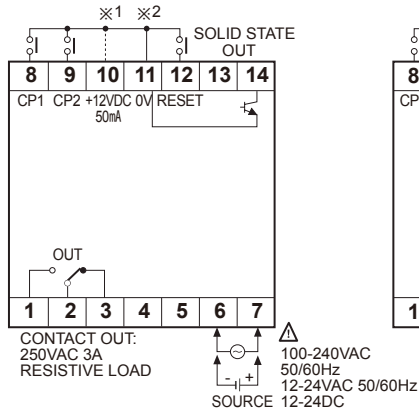 ※1 ※2
SOLID STATE
OUT
8 9 10 11 12 13 14
CP1 CP2 +12VDC 0V RESET
50mA
OUT
1 2 3 4 5 6 7
CONTACT OUT:
250VAC 3A
RESISTIVE LOAD
100-240VAC
50/60Hz
12-24VAC 50/60Hz
- +
SOURCE 12-24DC
8
CP
1